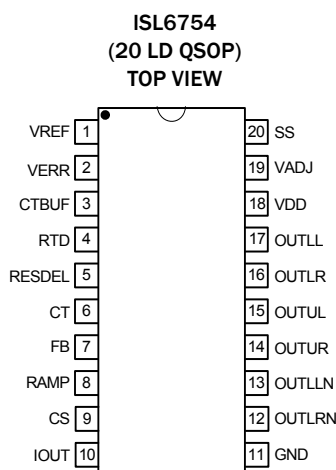 ISL6754
(20 LD QSOP)
TOP VIEW
VREF 1 20 SS
VERR 2 19 VADJ
CTBUF 3 18 VDD
RTD 4 17 OUTLL
RESDEL 5 16 OUTLR
CT 6 15 OUTUL
FB 7 14 OUTUR
RAMP 8 13 OUTLLN
CS 9 12 OUTLRN
IOUT 10 11 GND